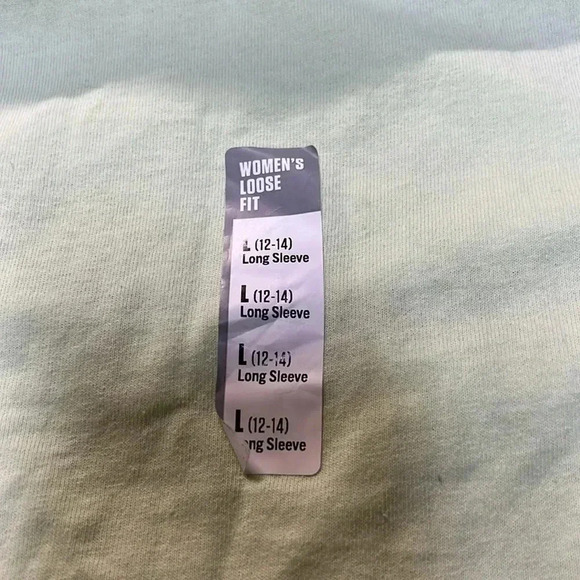 WOMEN'S
LOOSE
FIT
L (12-14)
Long Sleeve
L (12-14)
Long Sleeve
L (12-14)
Long Sleeve
L (12-14)
ng Sleeve